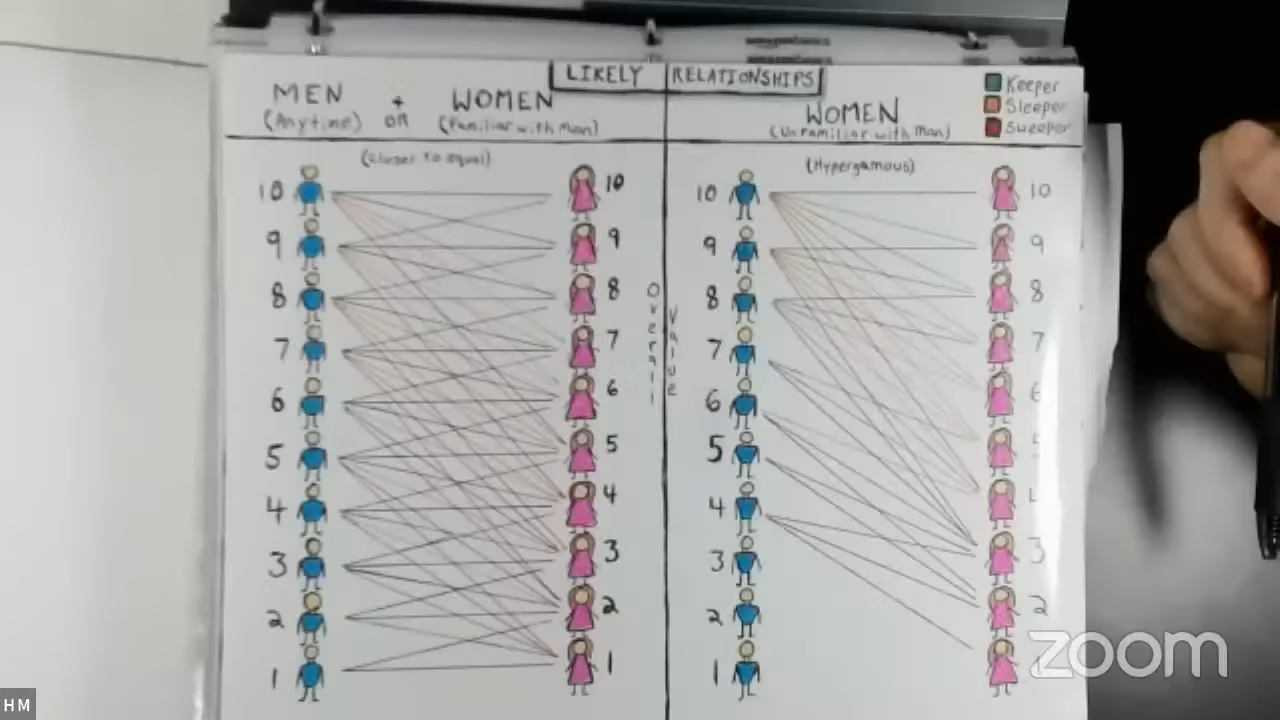 LIKELY RELATIONSHIPS
MEN + WOMEN
OR
(Anytime) (Familiar with Man)
(Closer to equal)
10 10
9 9
8 8
7 7
6 6
5 5
4 4
3 3
2 2
1 1
Overall Value
WOMEN
(Unfamiliar with Man)
(Hypergamous)
Keeper
Sleeper
Sweeper
10 10
9 9
8 8
7 7
6 6
5
4
3 3
2 2
1
zoom
HM